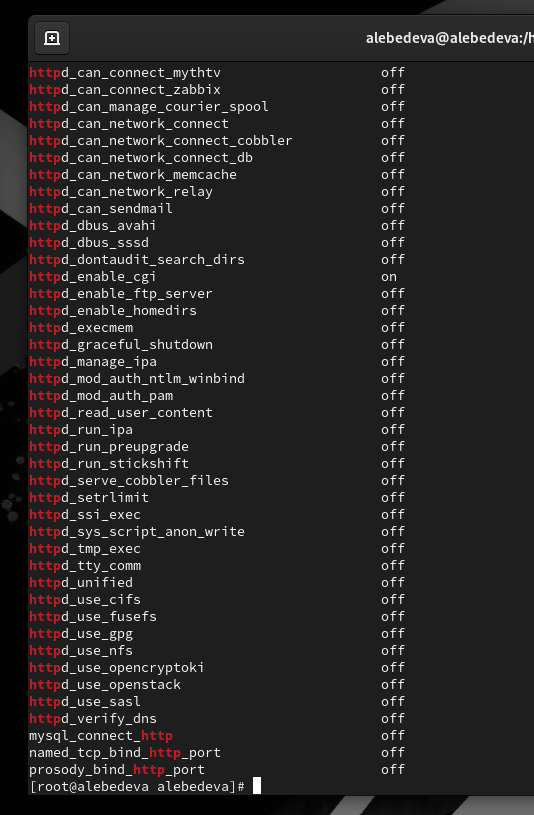 alebedeva@alebedeva:/h
httpd_can_connect_mythtv off
httpd_can_connect_zabbix off
httpd_can_manage_courier_spool off
httpd_can_network_connect off
httpd_can_network_connect_cobbler off
httpd_can_network_connect_db off
httpd_can_network_memcache off
httpd_can_network_relay off
httpd_can_sendmail off
httpd_dbus_avahi off
httpd_dbus_sssd off
httpd_dontaudit_search_dirs off
httpd_enable_cgi on
httpd_enable_ftp_server off
httpd_enable_homedirs off
httpd_execmem off
httpd_graceful_shutdown off
httpd_manage_ipa off
httpd_mod_auth_ntlm_winbind off
httpd_mod_auth_pam off
httpd_read_user_content off
httpd_run_ipa off
httpd_run_preupgrade off
httpd_run_stickshift off
httpd_serve_cobbler_files off
httpd_setrlimit off
httpd_ssi_exec off
httpd_sys_script_anon_write off
httpd_tmp_exec off
httpd_tty_comm off
httpd_unified off
httpd_use_cifs off
httpd_use_fusefs off
httpd_use_gpg off
httpd_use_nfs off
httpd_use_opencryptoki off
httpd_use_openstack off
httpd_use_sasl off
httpd_verify_dns off
mysql_connect_http off
named_tcp_bind_http_port off
prosody_bind_http_port off
[root@alebedeva alebedeva]#